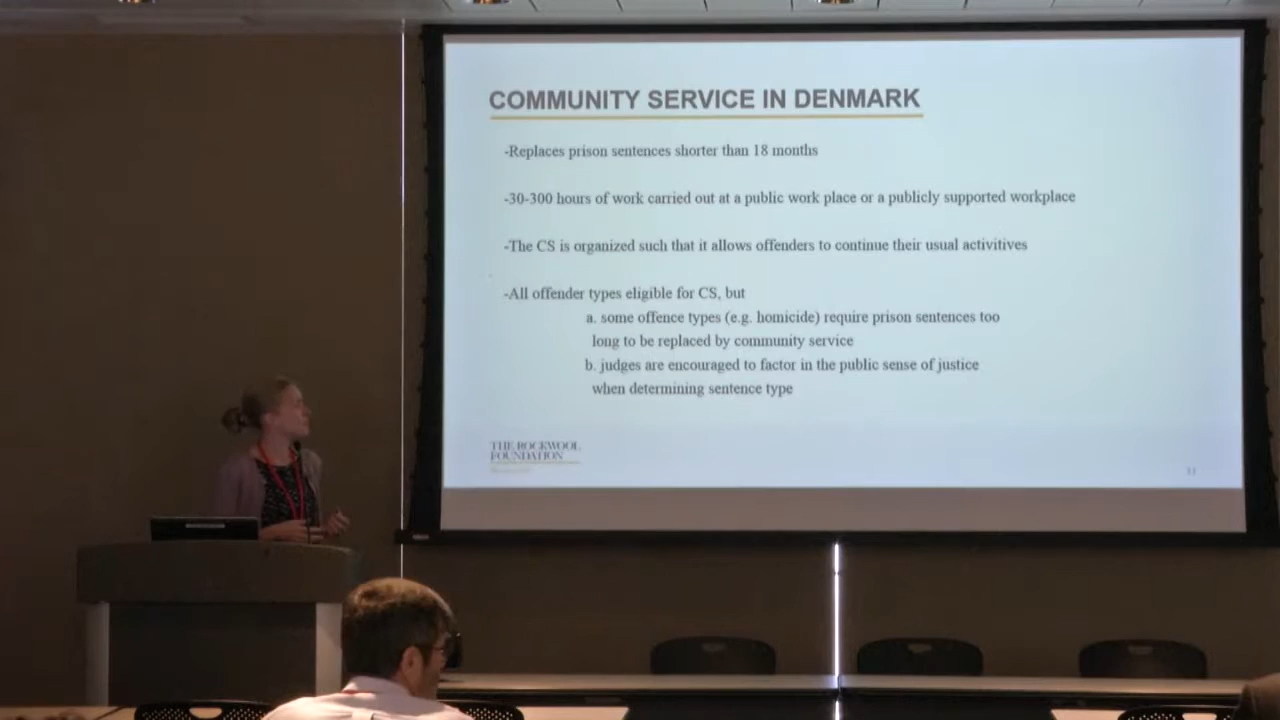 COMMUNITY SERVICE IN DENMARK
-Replaces prison sentences shorter than 18 months
-30-300 hours of work carried out at a public work place or a publicly supported workplace
-The CS is organized such that it allows offenders to continue their usual activitives
-All offender types eligible for CS, but
a. some offence types (e.g. homicide) require prison sentences too
long to be replaced by community service
b. judges are encouraged to factor in the public sense of justice
when determining sentence type
THE ROCKWOOL
FOUNDATION
11